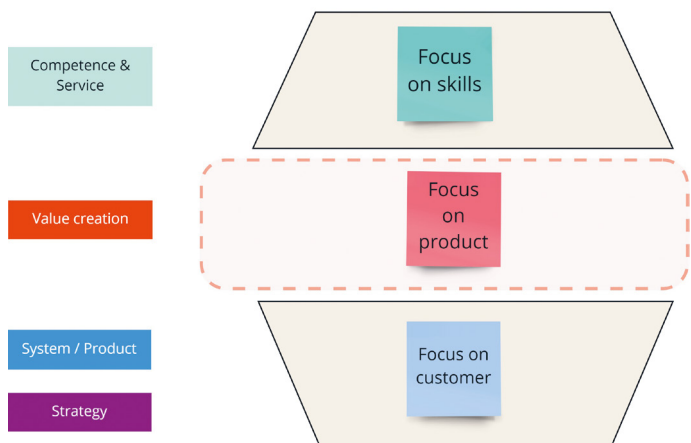 Competence &
Service
Focus
on skills
Value creation
Focus
on
product
System / Product
Focus on
customer
Strategy